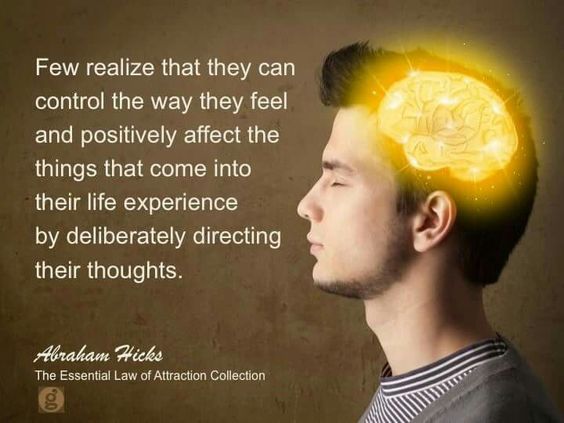 Few realize that they can
control the way they feel
and positively affect the
things that come into
their life experience
by deliberately directing
their thoughts.
Abraham Hicks
The Essential Law of Attraction Collection
g